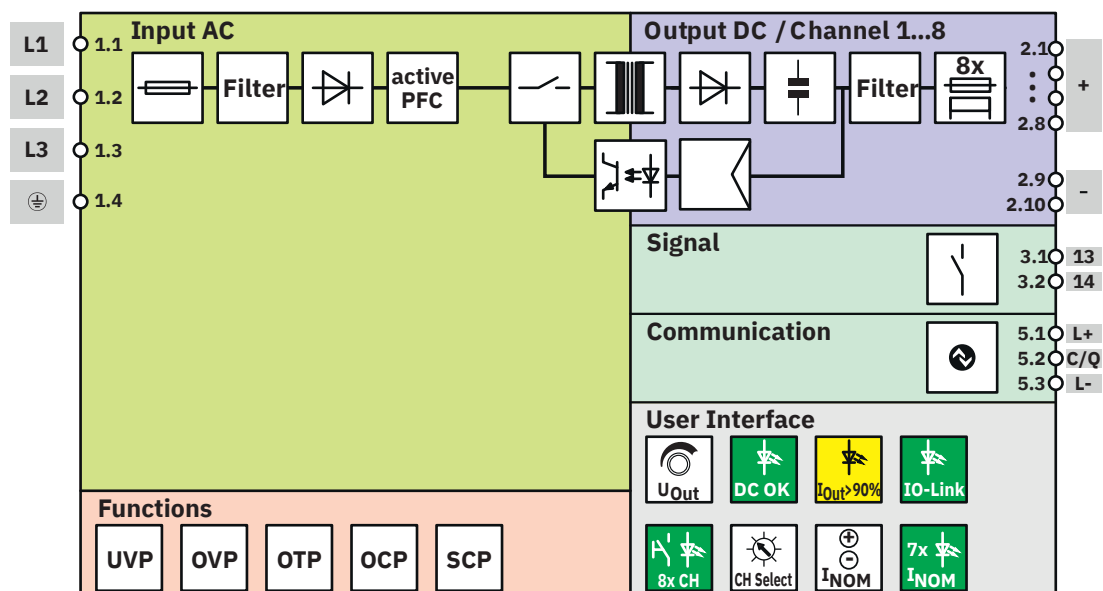 Input AC
L1
1.1
L2
1.2
L3
1.3
1.4
Filter
active
PFC
Output DC / Channel 1...8
Filter
8x
2.1
2.8
+
2.9
2.10
-
Signal
3.1
13
3.2
14
Communication
5.1
L+
5.2
C/Q
5.3
L-
User Interface
UOut
DC OK
IOut>90%
IO-Link
8x CH
CH Select
INOM
7x
INOM
Functions
UVP
OVP
OTP
OCP
SCP